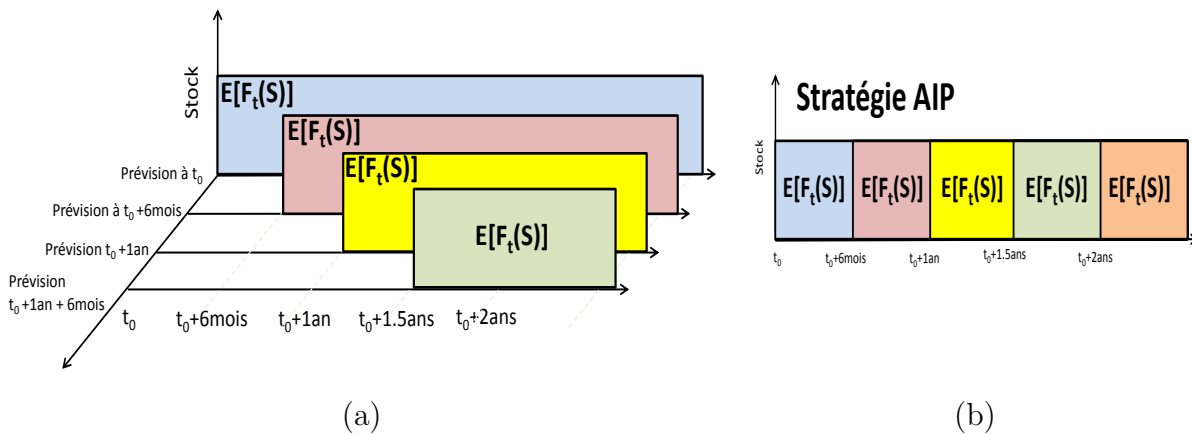 Stock
E[Ft(S)]
E[Ft(S)]
E[Ft(S)]
E[Ft(S)]
Prévision à t0
Prévision à t0+6mois
Prévision t0+1an
Prévision
t0+1an + 6mois
t0 t0+6mois t0+1an t0+1.5ans t0+2ans
(a)
Stratégie AIP
Stock
E[Ft(S)] E[Ft(S)] E[Ft(S)] E[Ft(S)] E[Ft(S)]
t0 t0+6mois t0+1an t0+1.5ans t0+2ans
(b)